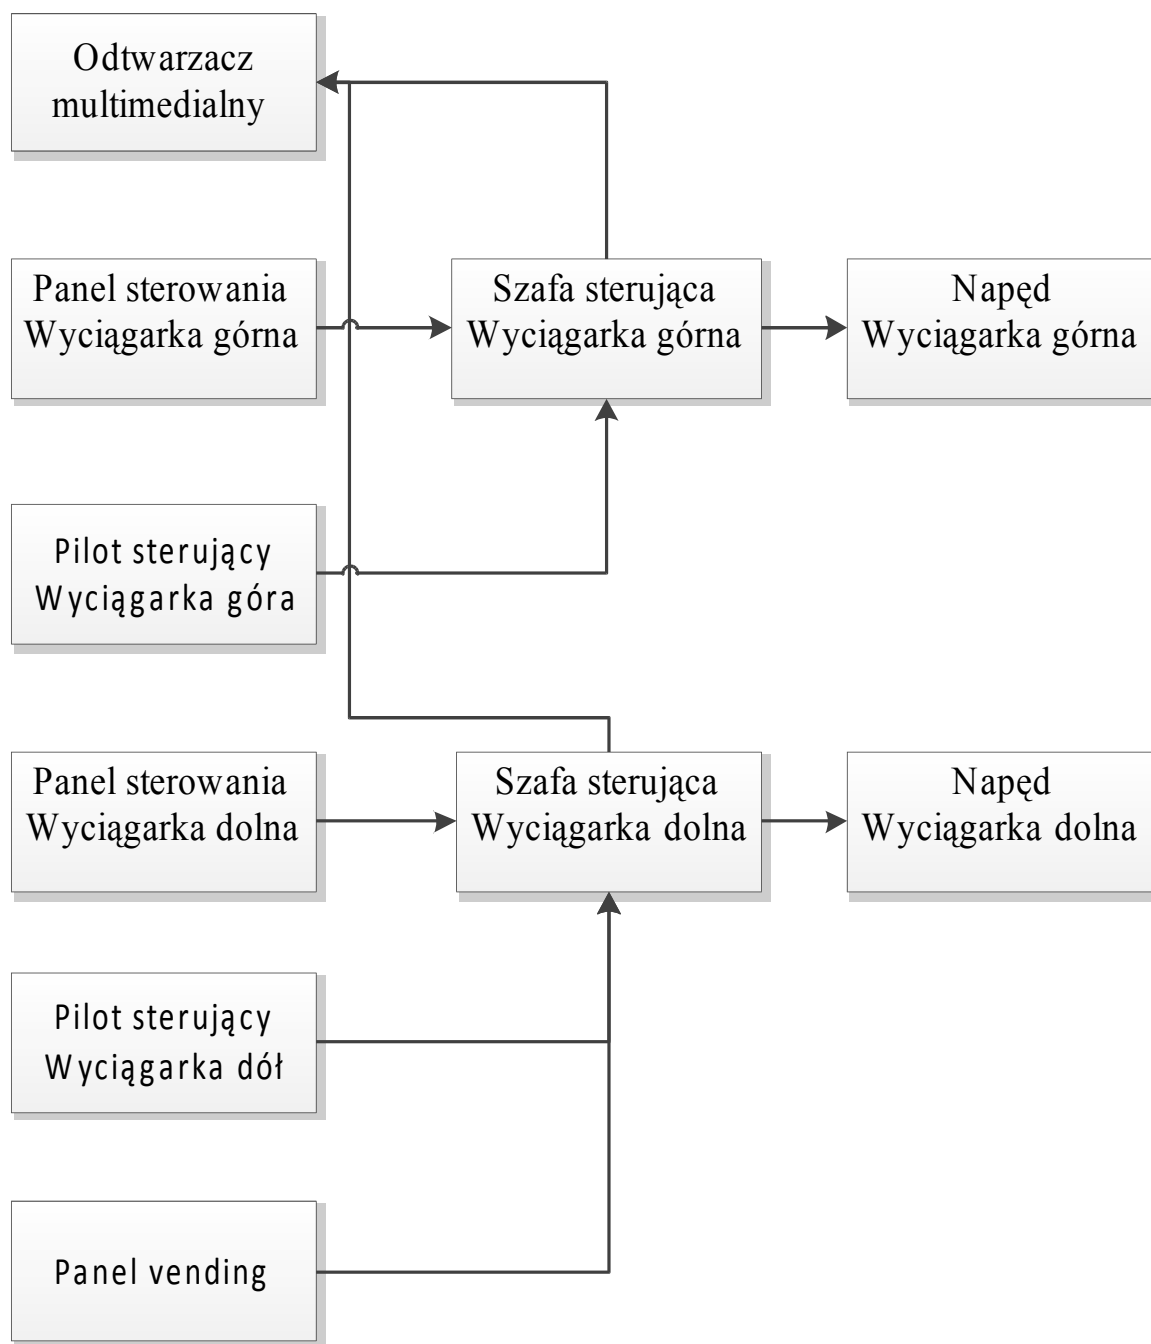 Odtwarzacz
multimedialny
Panel sterowania
Wyciągarka górna
Szafa sterująca
Wyciągarka górna
Napęd
Wyciągarka górna
Pilot sterujący
Wyciągarka góra
Panel sterowania
Wyciągarka dolna
Szafa sterująca
Wyciągarka dolna
Napęd
Wyciągarka dolna
Pilot sterujący
Wyciągarka dół
Panel vending